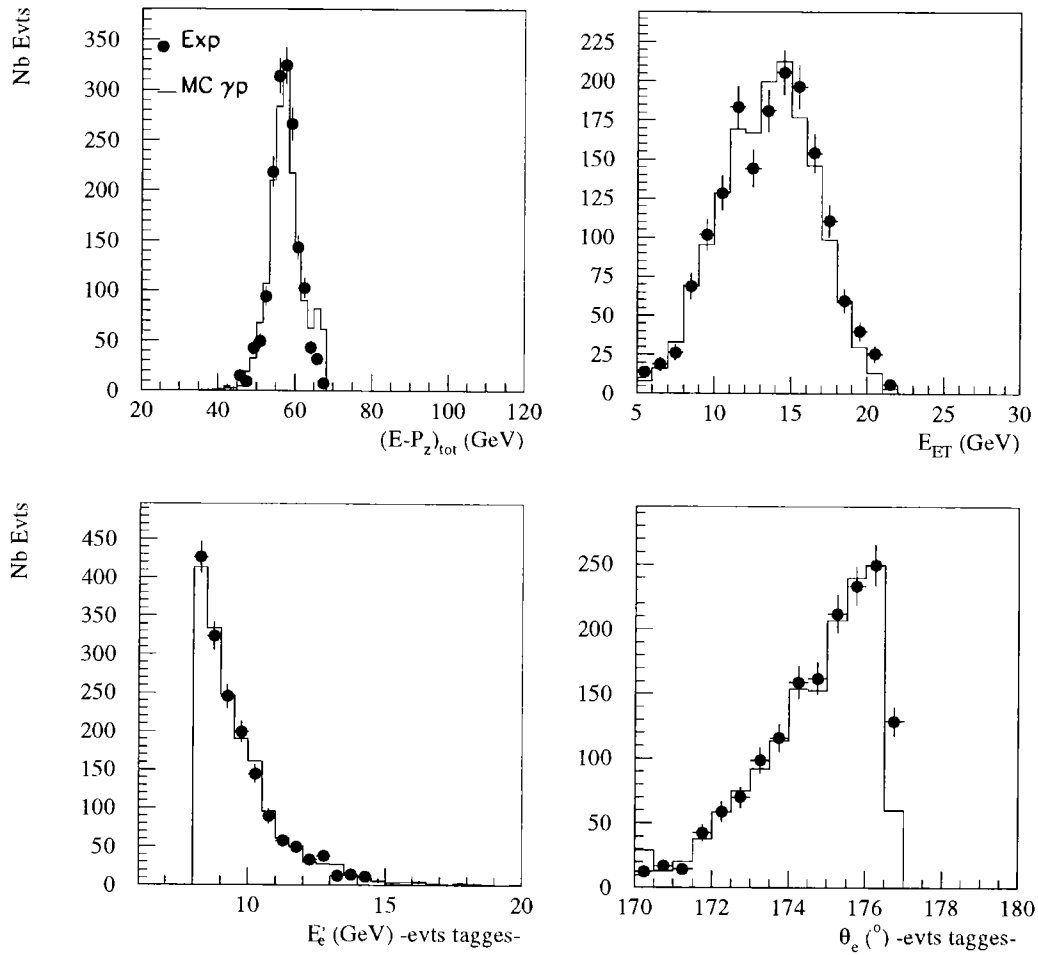 Nb Evts
Exp
MC γp
350
300
250
200
150
100
50
0
20 40 60 80 100 120
(E-P_z)_tot (GeV)
225
200
175
150
125
100
75
50
25
0
5 10 15 20 25 30
E_ET (GeV)
Nb Evts
450
400
350
300
250
200
150
100
50
0
10 15 20
E_e' (GeV) -evts tagges-
250
200
150
100
50
0
170 172 174 176 178 180
θ_e (°) -evts tagges-